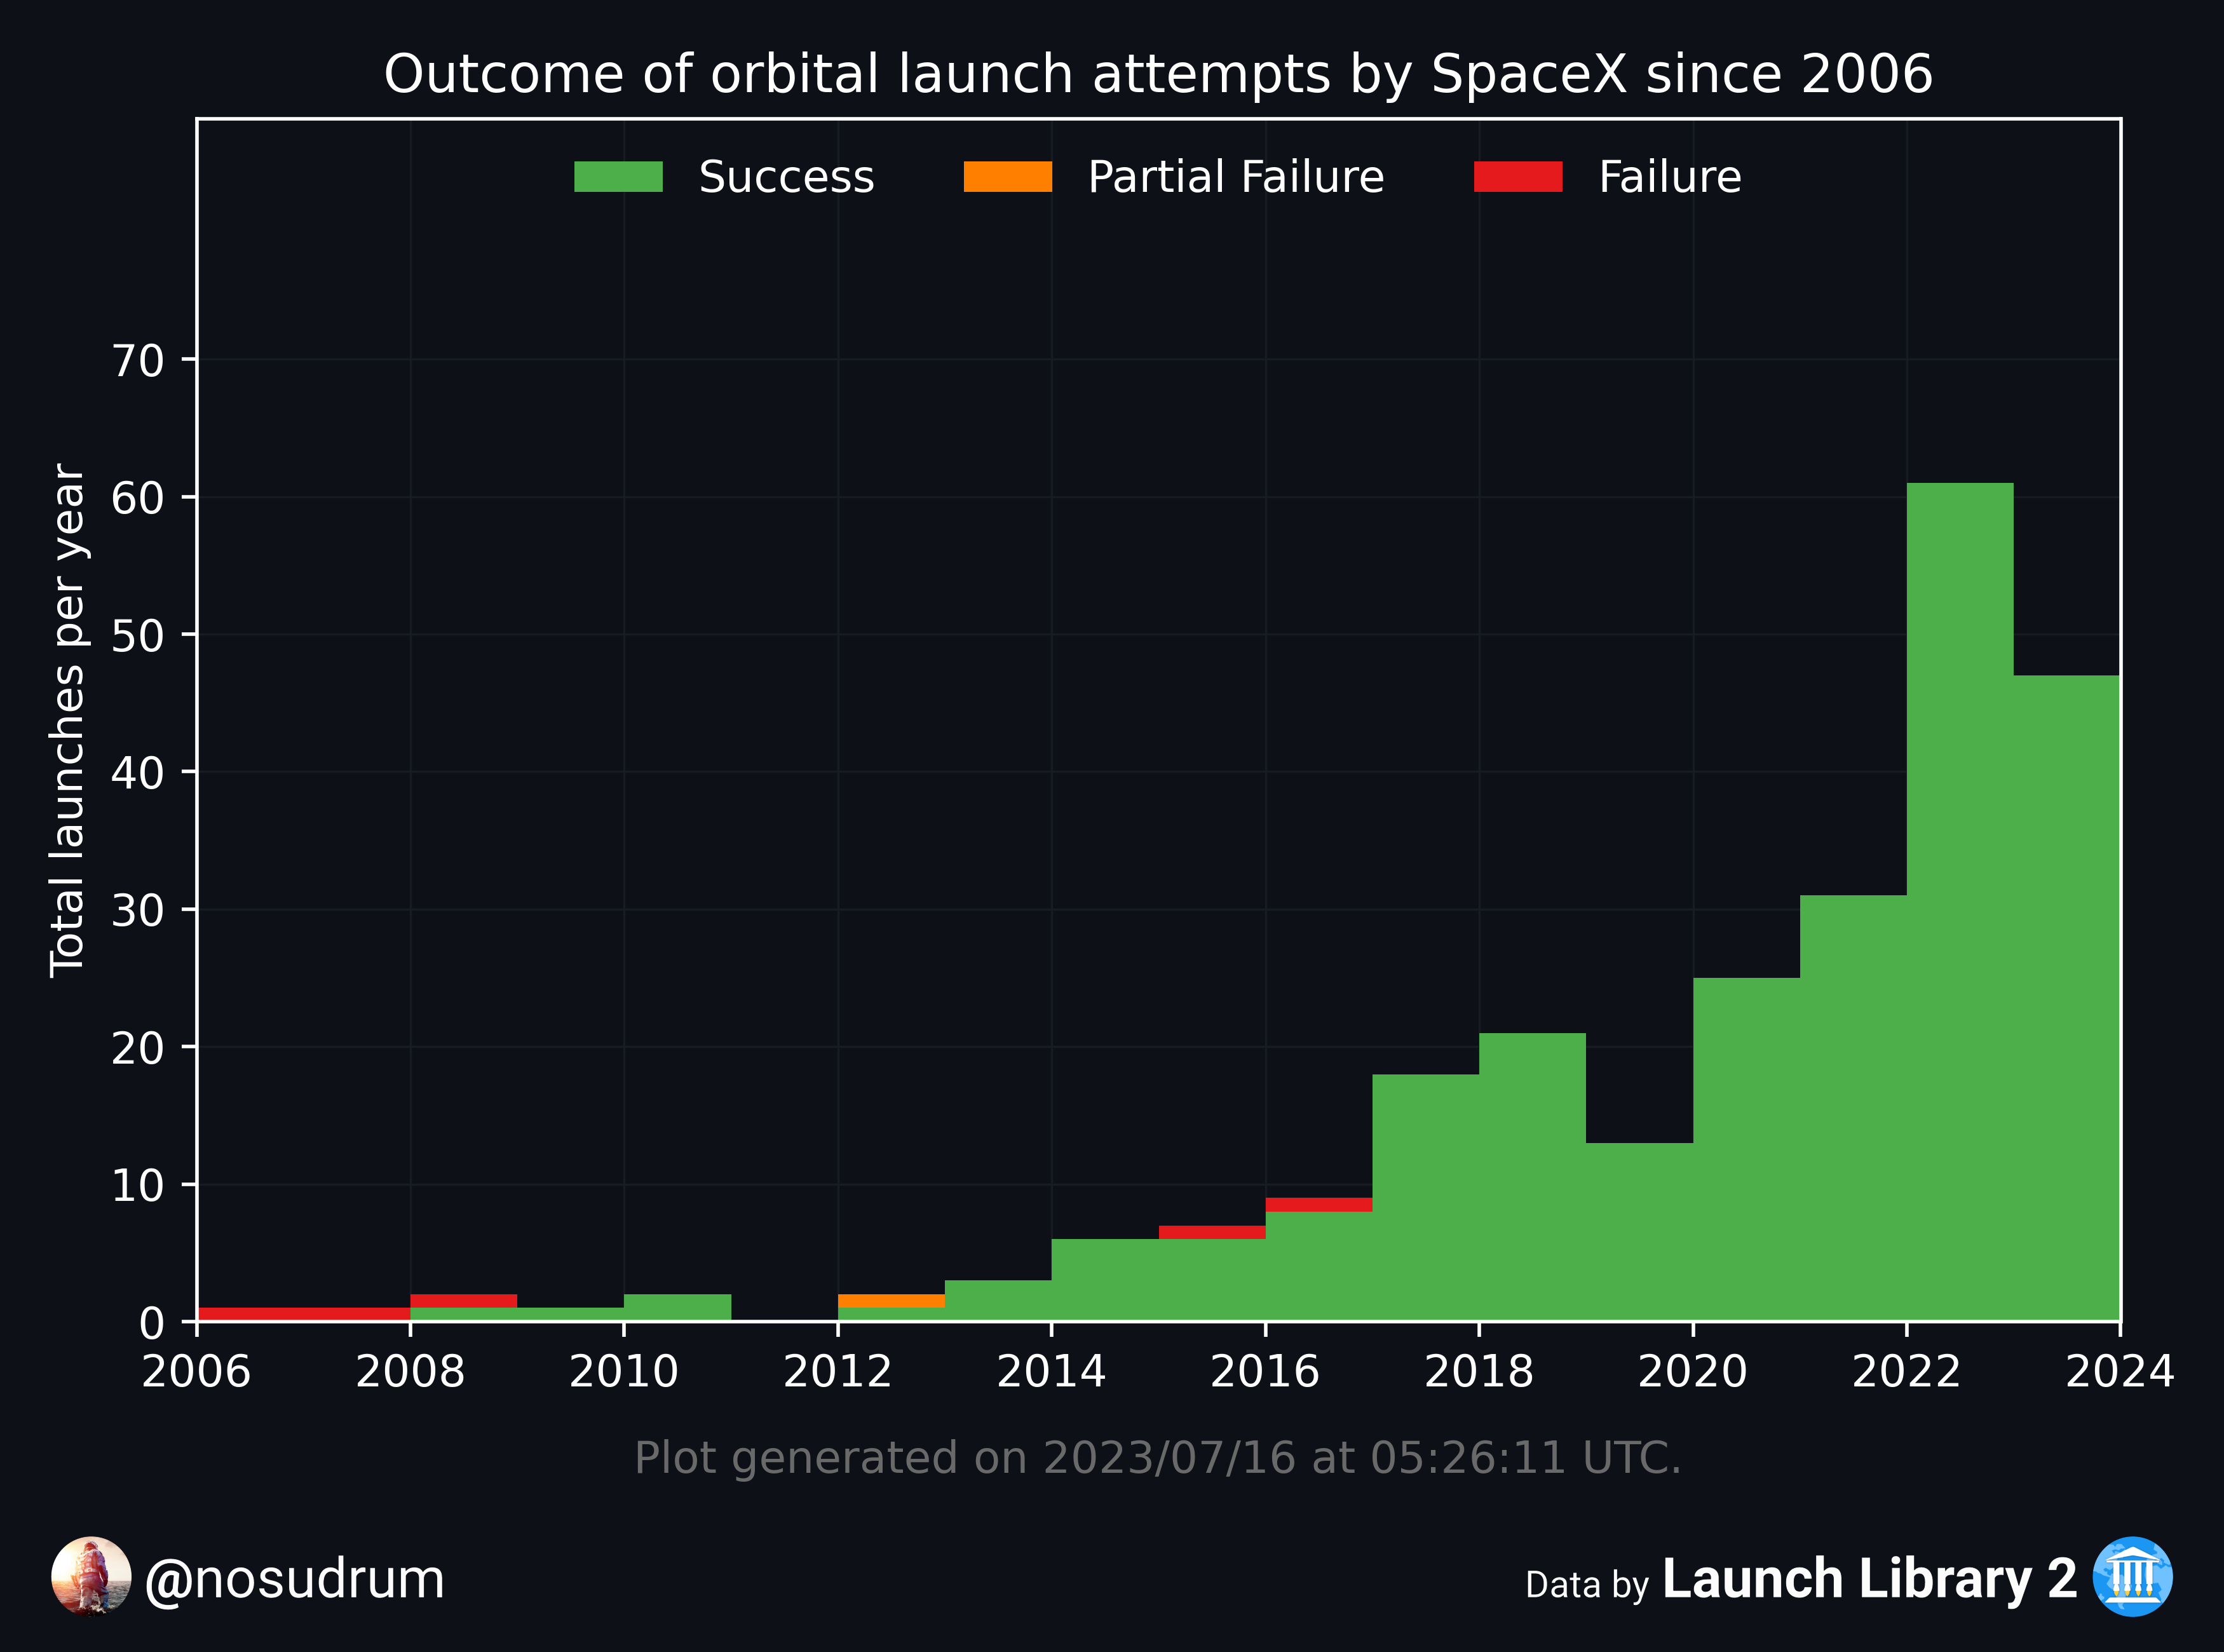 Outcome of orbital launch attempts by SpaceX since 2006
Success Partial Failure Failure
Total launches per year
70
60
50
40
30
20
10
0
2006 2008 2010 2012 2014 2016 2018 2020 2022 2024
Plot generated on 2023/07/16 at 05:26:11 UTC.
@nosudrum
Data by Launch Library 2